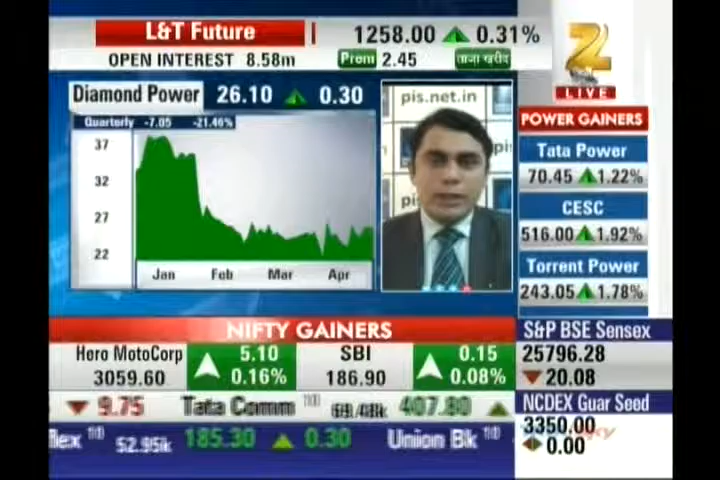 L&T Future 1258.00 0.31%
OPEN INTEREST 8.58m Prem 2.45 ताजा खरीद
LIVE
Diamond Power 26.10 0.30
Quarterly -7.05 -21.46%
37
32
27
22
Jan Feb Mar Apr
pis.net.in
POWER GAINERS
Tata Power
70.45 1.22%
CESC
516.00 1.92%
Torrent Power
243.05 1.78%
NIFTY GAINERS
Hero MotoCorp 5.10 SBI 0.15
3059.60 0.16% 186.90 0.08%
S&P BSE Sensex
25796.28
20.08
NCDEX Guar Seed
3350.00
0.00
9.75 Tata Comm 407.80
lex 52.95k 185.30 0.30 Union Bk